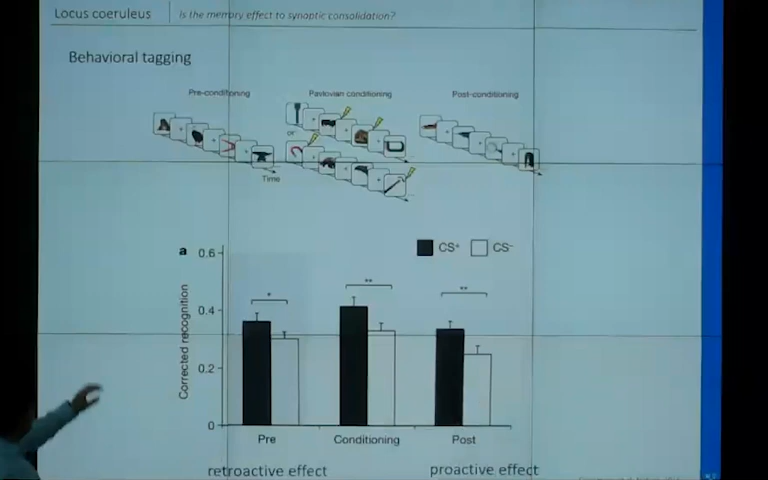 Locus coeruleus
Is the memory effect to synaptic consolidation?
Behavioral tagging
Pre-conditioning
Pavlovian conditioning
Post-conditioning
or
Time
a
CS+
CS-
Corrected recognition
0.6
0.4
0.2
0
*
**
**
Pre
Conditioning
Post
retroactive effect
proactive effect